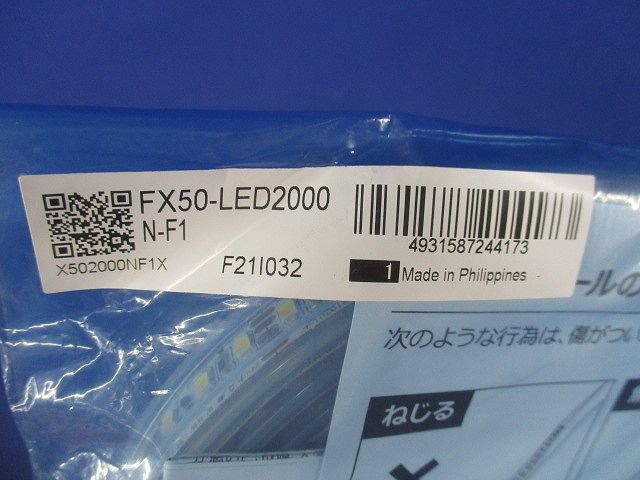 FX50-LED2000
N-F1
X502000NF1X
F21I032
4931587244173
1 Made in Philippines
ールの
次のような行為は、傷がつい
ねじる